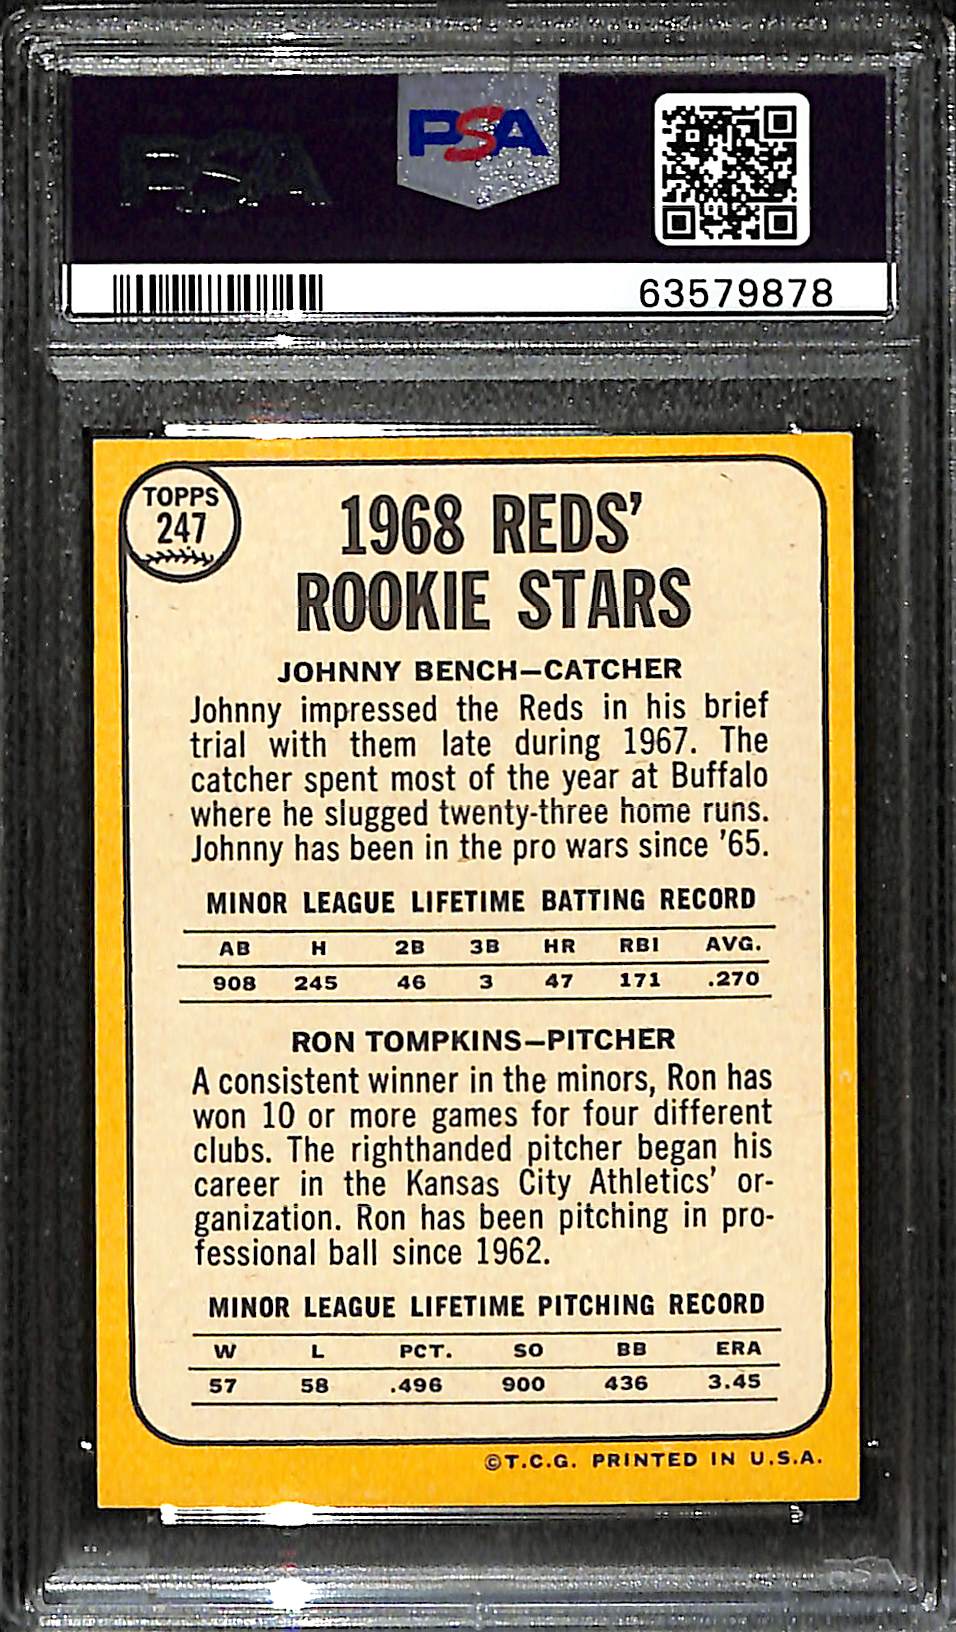 PSA
PSA
63579878
TOPPS
247
1968 REDS'
ROOKIE STARS
JOHNNY BENCH—CATCHER
Johnny impressed the Reds in his brief
trial with them late during 1967. The
catcher spent most of the year at Buffalo
where he slugged twenty-three home runs.
Johnny has been in the pro wars since '65.
MINOR LEAGUE LIFETIME BATTING RECORD
AB H 2B 3B HR RBI AVG.
908 245 46 3 47 171 .270
RON TOMPKINS—PITCHER
A consistent winner in the minors, Ron has
won 10 or more games for four different
clubs. The righthanded pitcher began his
career in the Kansas City Athletics' or-
ganization. Ron has been pitching in pro-
fessional ball since 1962.
MINOR LEAGUE LIFETIME PITCHING RECORD
W L PCT. SO BB ERA
57 58 .496 900 436 3.45
©T.C.G. PRINTED IN U.S.A.
PSA